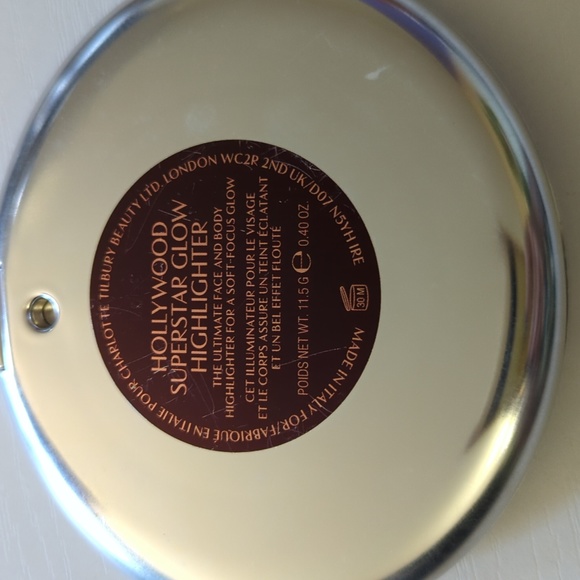 MADE IN ITALY FOR/FABRIQUÉ EN ITALIE POUR CHARLOTTE TILBURY BEAUTY LTD, LONDON WC2R 2ND UK/D07 N5YH IRE
HOLLYWOOD
SUPERSTAR GLOW
HIGHLIGHTER
THE ULTIMATE FACE AND BODY
HIGHLIGHTER FOR A SOFT-FOCUS GLOW
CET ILLUMINATEUR POUR LE VISAGE
ET LE CORPS ASSURE UN TEINT ÉCLATANT
ET UN BEL EFFET FLOUTÉ
POIDS NET WT. 11.5 G ℮ 0.40 OZ.
30 M